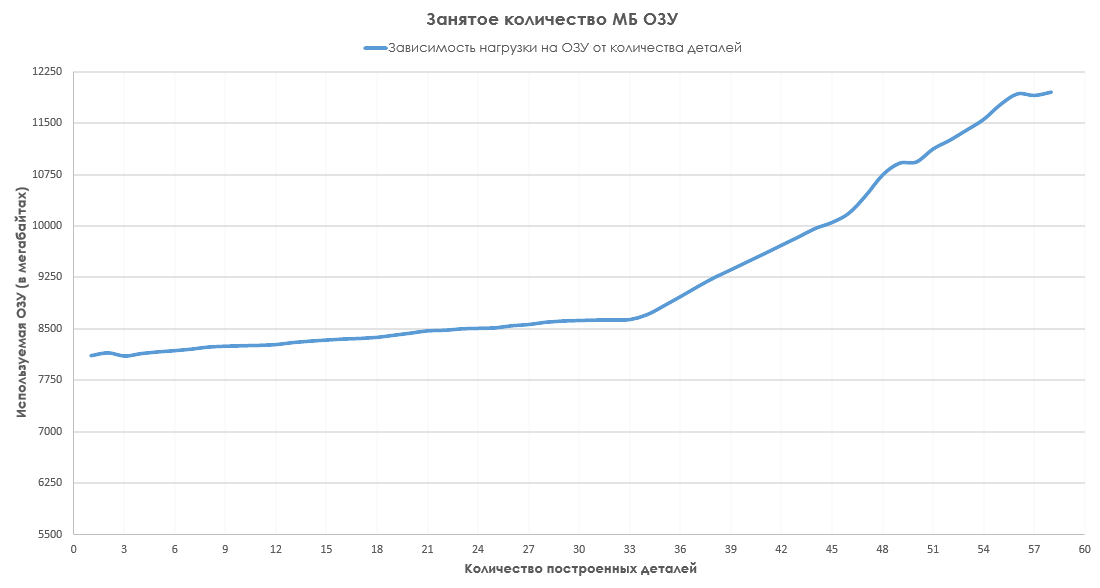 Занятое количество МБ ОЗУ
Зависимость нагрузки на ОЗУ от количества деталей
12250
11500
10750
10000
9250
8500
7750
7000
6250
5500
Используемая ОЗУ (в мегабайтах)
0 3 6 9 12 15 18 21 24 27 30 33 36 39 42 45 48 51 54 57 60
Количество построенных деталей